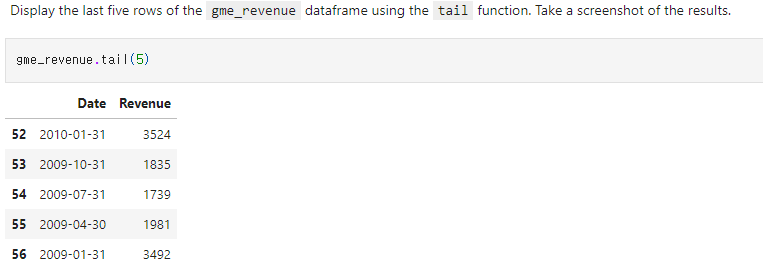 Display the last five rows of the gme_revenue dataframe using the tail function. Take a screenshot of the results.
gme_revenue.tail(5)
Date Revenue
52 2010-01-31 3524
53 2009-10-31 1835
54 2009-07-31 1739
55 2009-04-30 1981
56 2009-01-31 3492